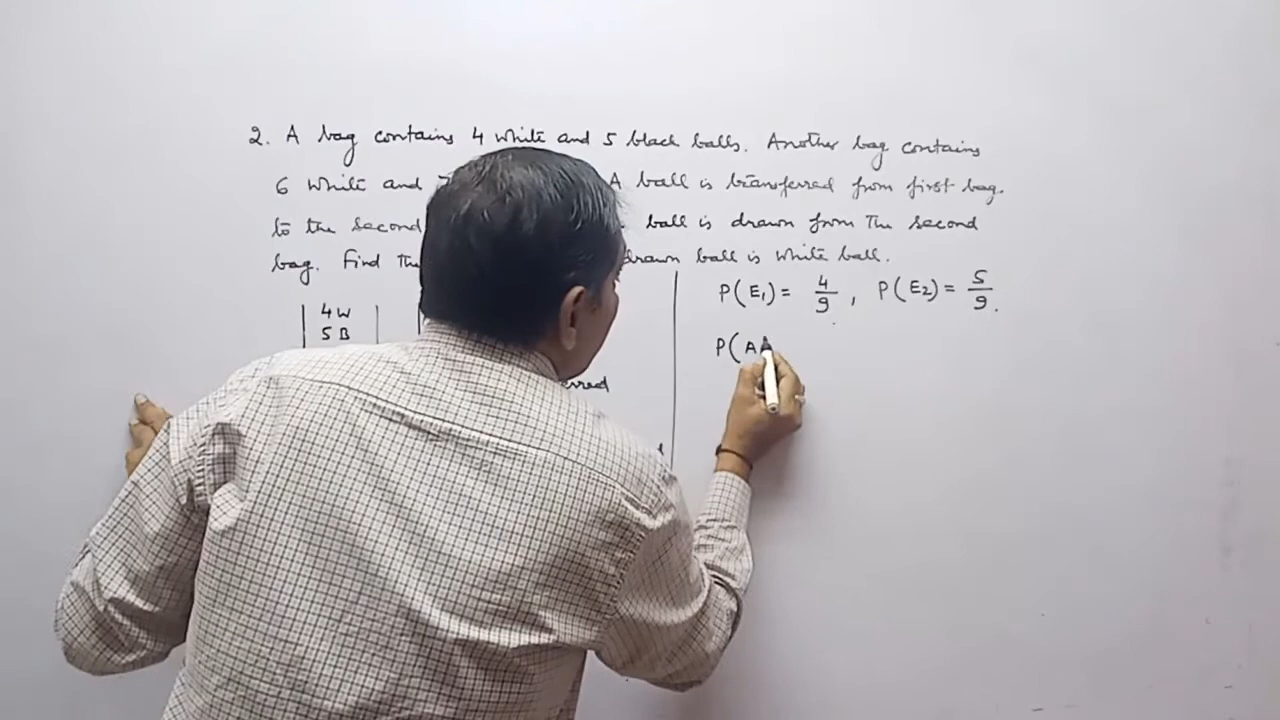 2. A bag contains 4 white and 5 black balls. Another bag contains
6 white and 7 A ball is transferred from first bag.
to the second ball is drawn from the second
bag. Find the drawn ball is white ball.
4W
5B
P(E1) = 4/9, P(E2) = 5/9.
P(A